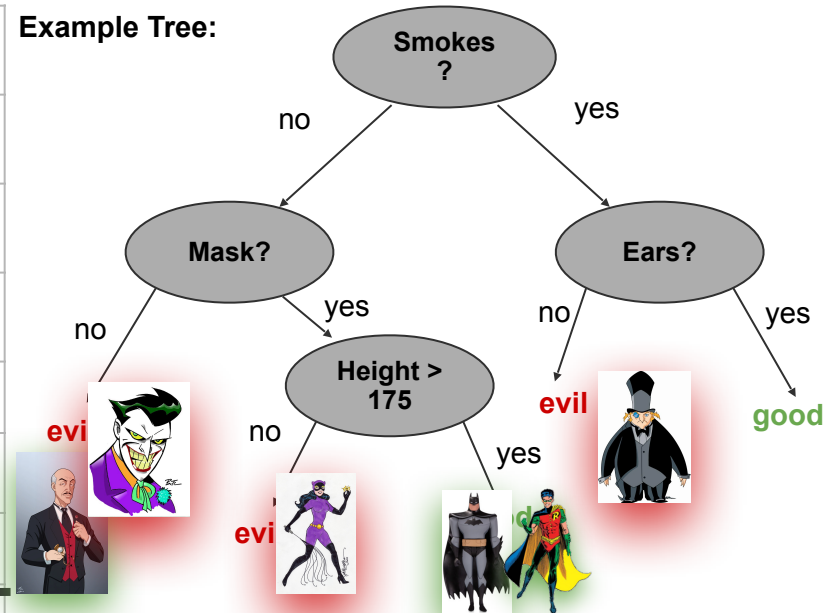 Example Tree:
Smokes
?
no
yes
Mask?
Ears?
no
yes
no
yes
Height >
175
evi
no
yes
evil
good
evi